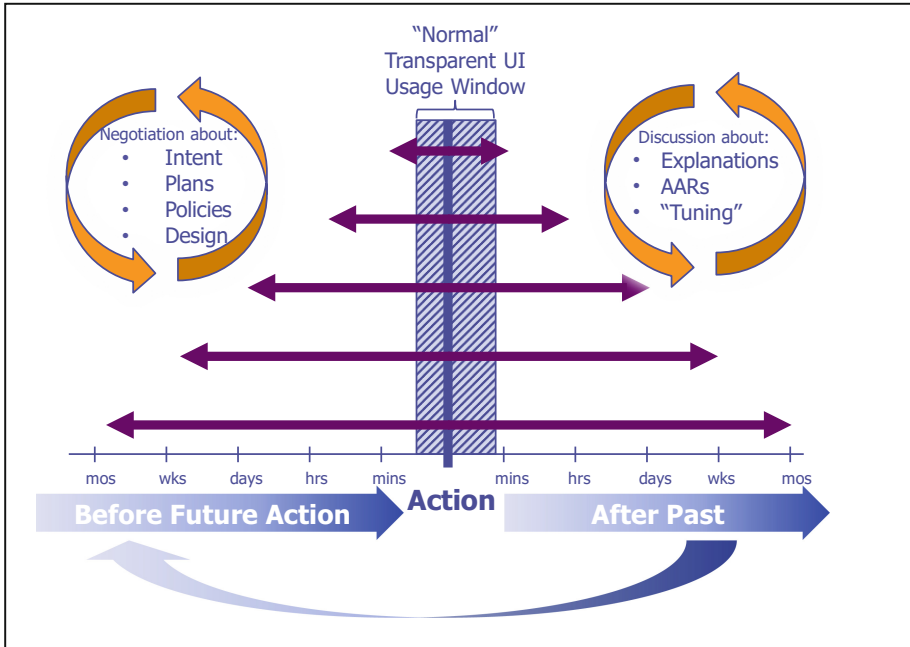 “Normal”
Transparent UI
Usage Window
Negotiation about:
• Intent
• Plans
• Policies
• Design
Discussion about:
• Explanations
• AARs
• “Tuning”
mos wks days hrs mins mins hrs days wks mos
Action
Before Future Action
After Past